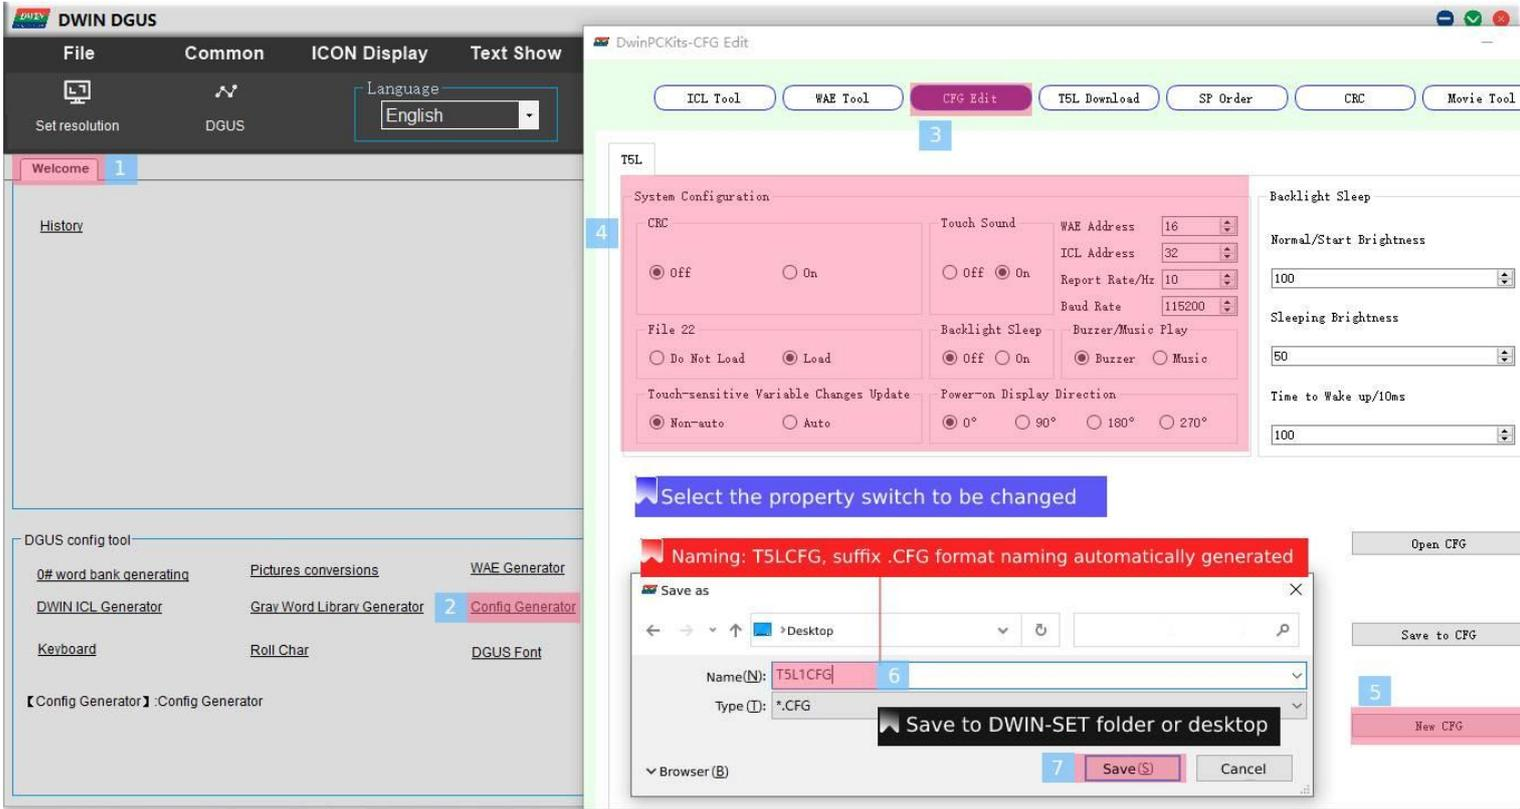 DWIN DGUS
File Common ICON Display Text Show
Set resolution
DGUS
Language
English
Welcome 1
History
DGUS config tool
0# word bank generating Pictures conversions WAE Generator
DWIN ICL Generator Gray Word Library Generator 2 Config Generator
Keyboard Roll Char DGUS Font
【Config Generator】:Config Generator
DwinPCKits-CFG Edit
ICL Tool WAE Tool CFG Edit T5L Download SP Order CRC Movie Tool
3
T5L
4
System Configuration
CRC
Off On
Touch Sound
Off On
WAE Address 16
ICL Address 32
Report Rate/Hz 10
Baud Rate 115200
File 22
Do Not Load Load
Backlight Sleep
Off On
Buzzer/Music Play
Buzzer Music
Touch-sensitive Variable Changes Update
Non-auto Auto
Power-on Display Direction
0° 90° 180° 270°
Backlight Sleep
Normal/Start Brightness
100
Sleeping Brightness
50
Time to Wake up/10ms
100
Select the property switch to be changed
Naming: T5LCFG, suffix .CFG format naming automatically generated
Save as
Desktop
Name(N): T5L1CFG 6
Type(T): *.CFG
Save to DWIN-SET folder or desktop
Browser(B) 7 Save(S) Cancel
Open CFG
Save to CFG
5
New CFG